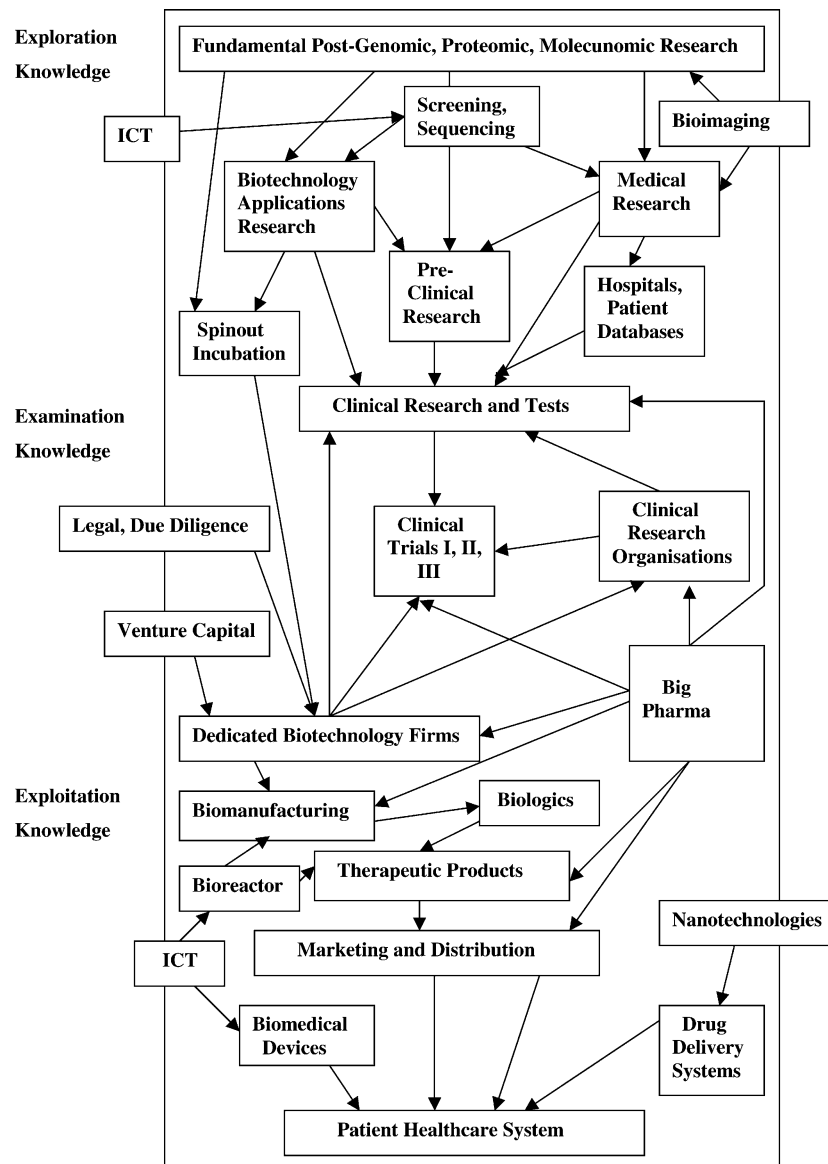 Exploration
Knowledge
Fundamental Post-Genomic, Proteomic, Molecunomic Research
ICT
Screening,
Sequencing
Bioimaging
Biotechnology
Applications
Research
Medical
Research
Pre-
Clinical
Research
Hospitals,
Patient
Databases
Spinout
Incubation
Examination
Knowledge
Clinical Research and Tests
Legal, Due Diligence
Clinical
Trials I, II,
III
Clinical
Research
Organisations
Venture Capital
Big
Pharma
Dedicated Biotechnology Firms
Exploitation
Knowledge
Biomanufacturing
Biologics
Bioreactor
Therapeutic Products
Nanotechnologies
ICT
Marketing and Distribution
Biomedical
Devices
Drug
Delivery
Systems
Patient Healthcare System